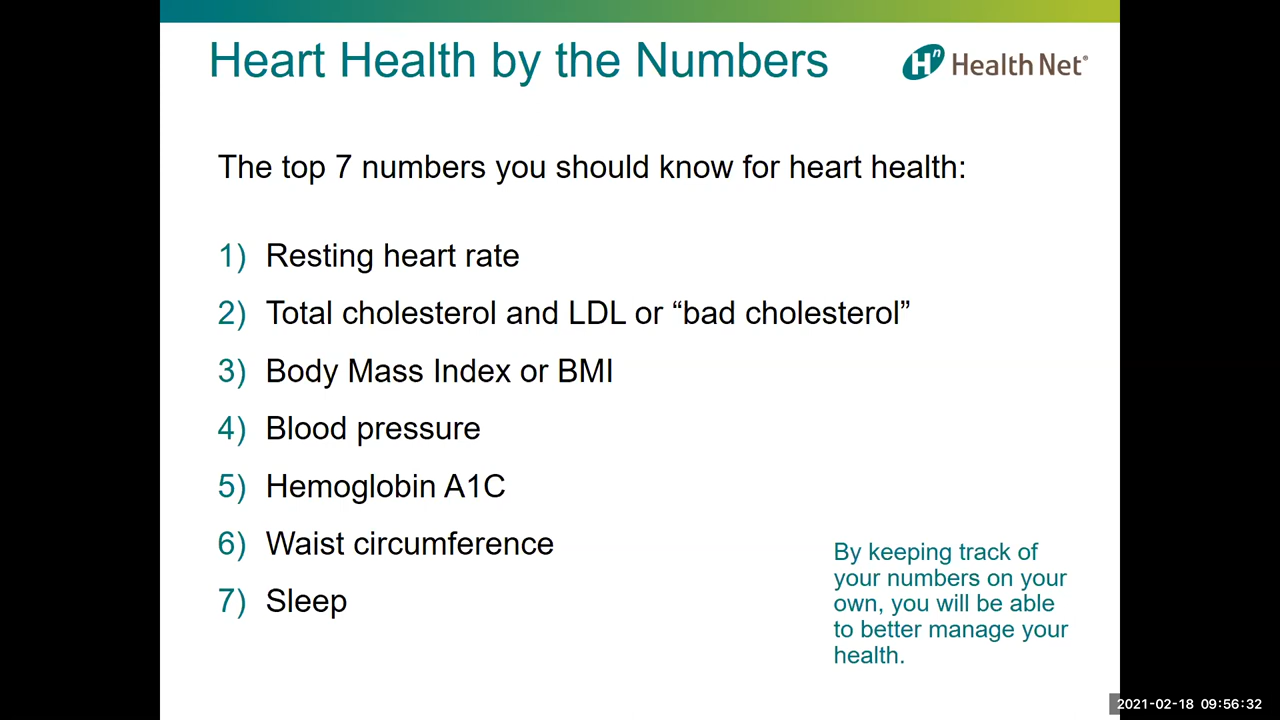 Heart Health by the Numbers
Hn Health Net®
The top 7 numbers you should know for heart health:
1) Resting heart rate
2) Total cholesterol and LDL or “bad cholesterol”
3) Body Mass Index or BMI
4) Blood pressure
5) Hemoglobin A1C
6) Waist circumference
7) Sleep
By keeping track of
your numbers on your
own, you will be able
to better manage your
health.
2021-02-18 09:56:32